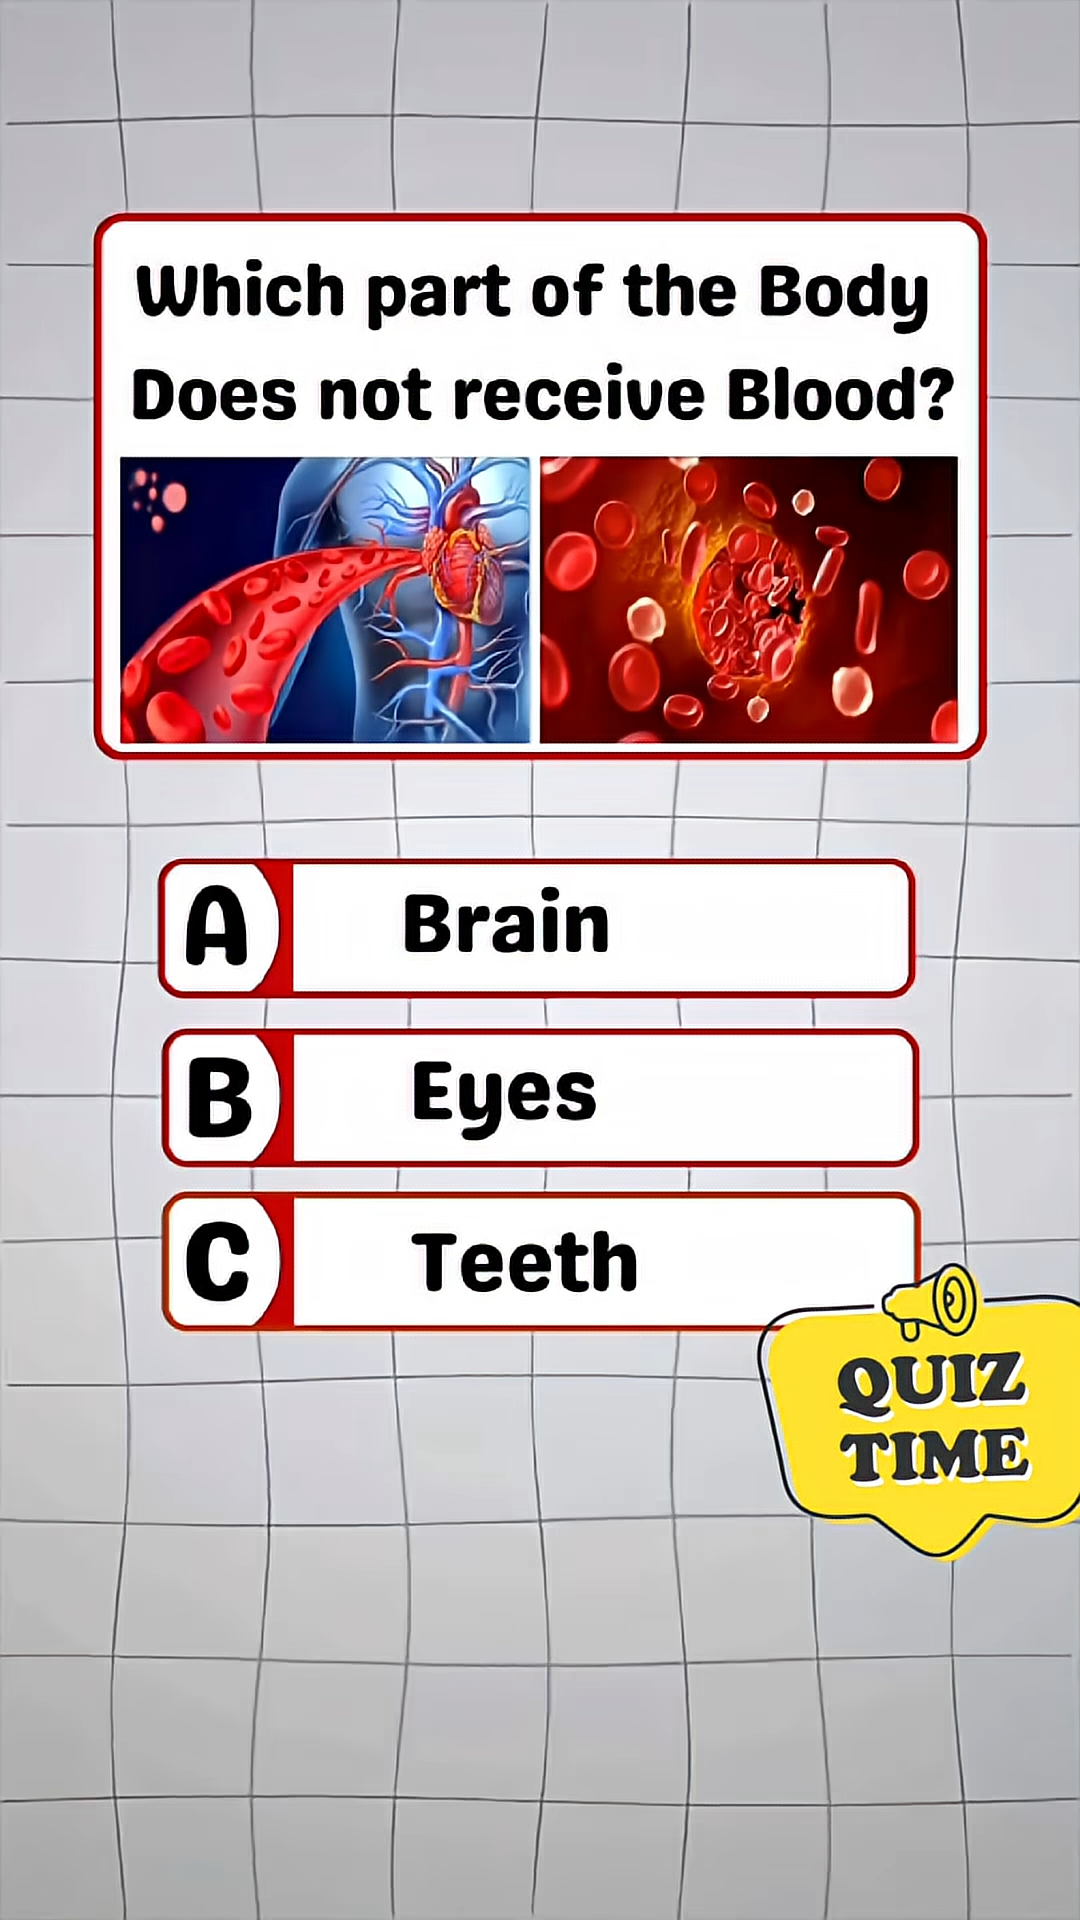 Which part of the Body
Does not receive Blood?
A Brain
B Eyes
C Teeth
QUIZ
TIME